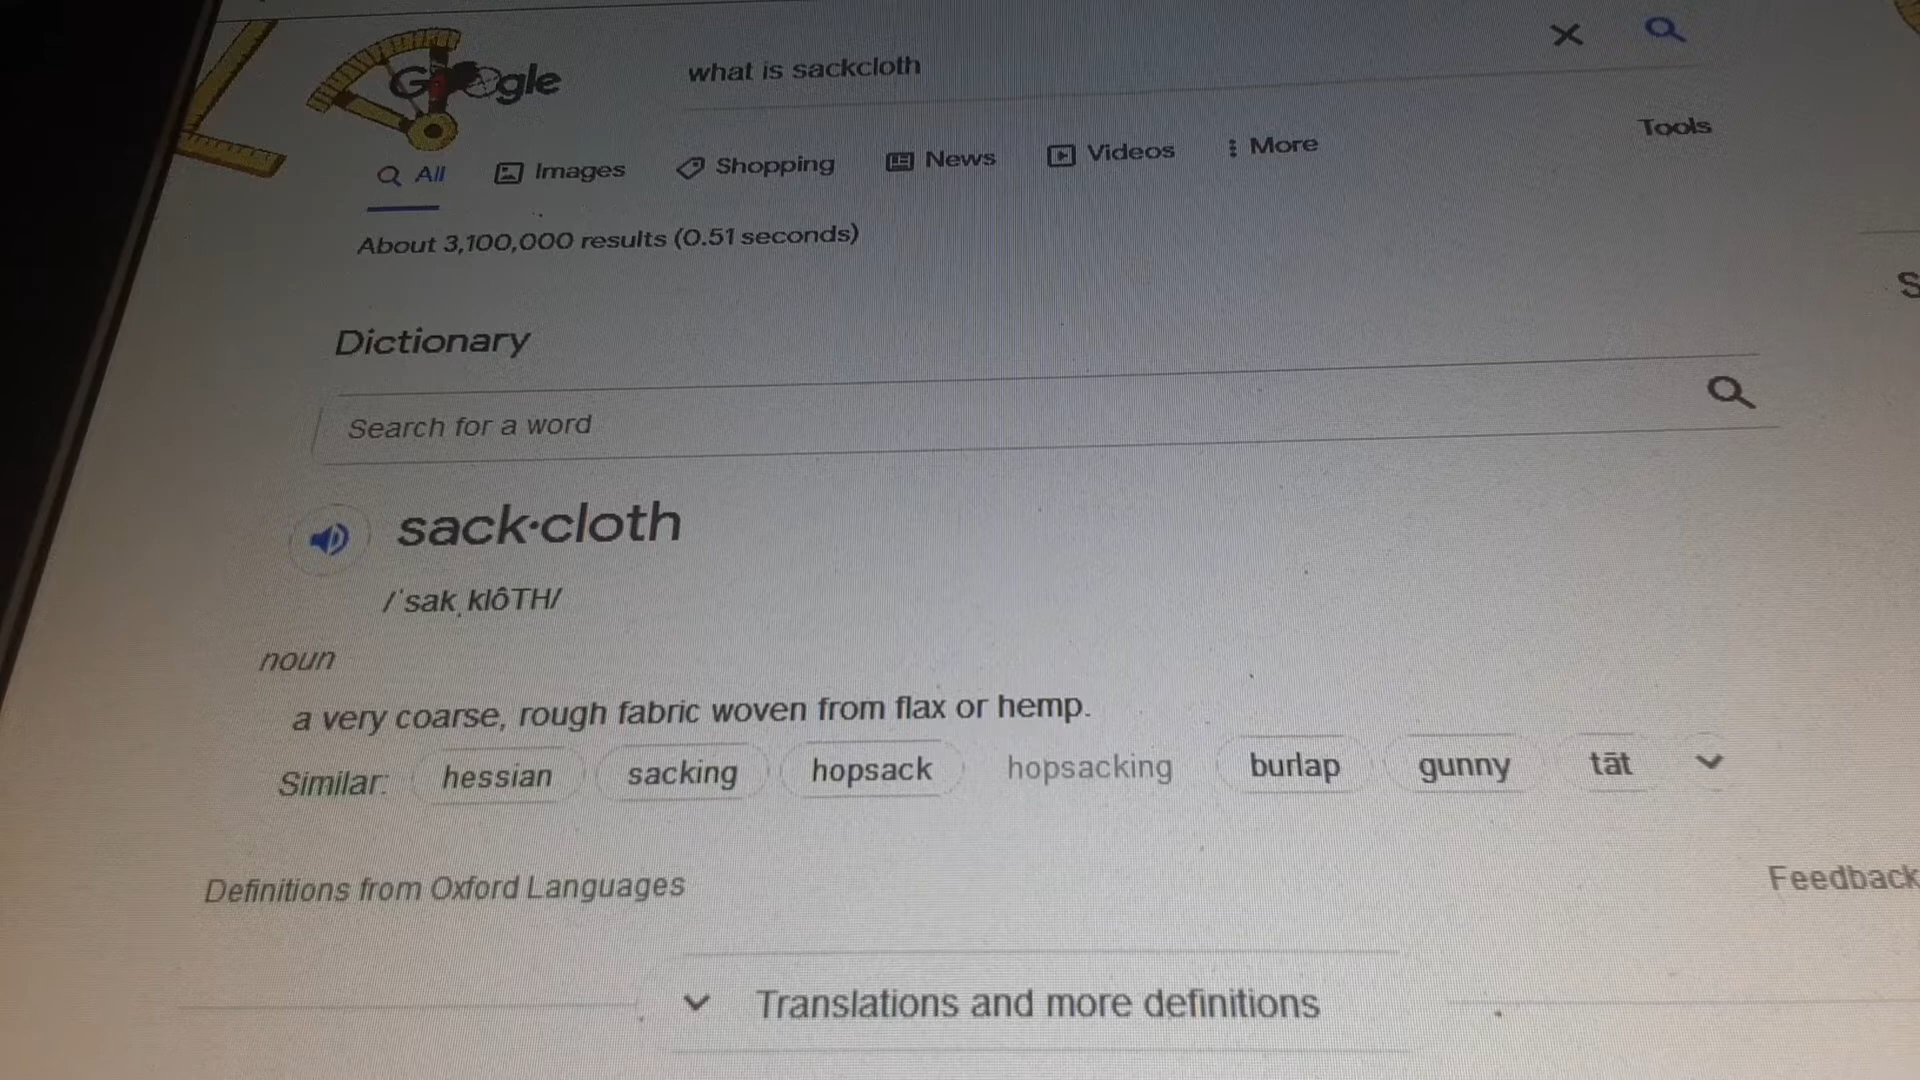 Google
what is sackcloth
All Images Shopping News Videos More Tools
About 3,100,000 results (0.51 seconds)
Dictionary
Search for a word
sack·cloth
/ˈsakˌklôTH/
noun
a very coarse, rough fabric woven from flax or hemp.
Similar: hessian sacking hopsack hopsacking burlap gunny tāt
Definitions from Oxford Languages
Feedback
Translations and more definitions